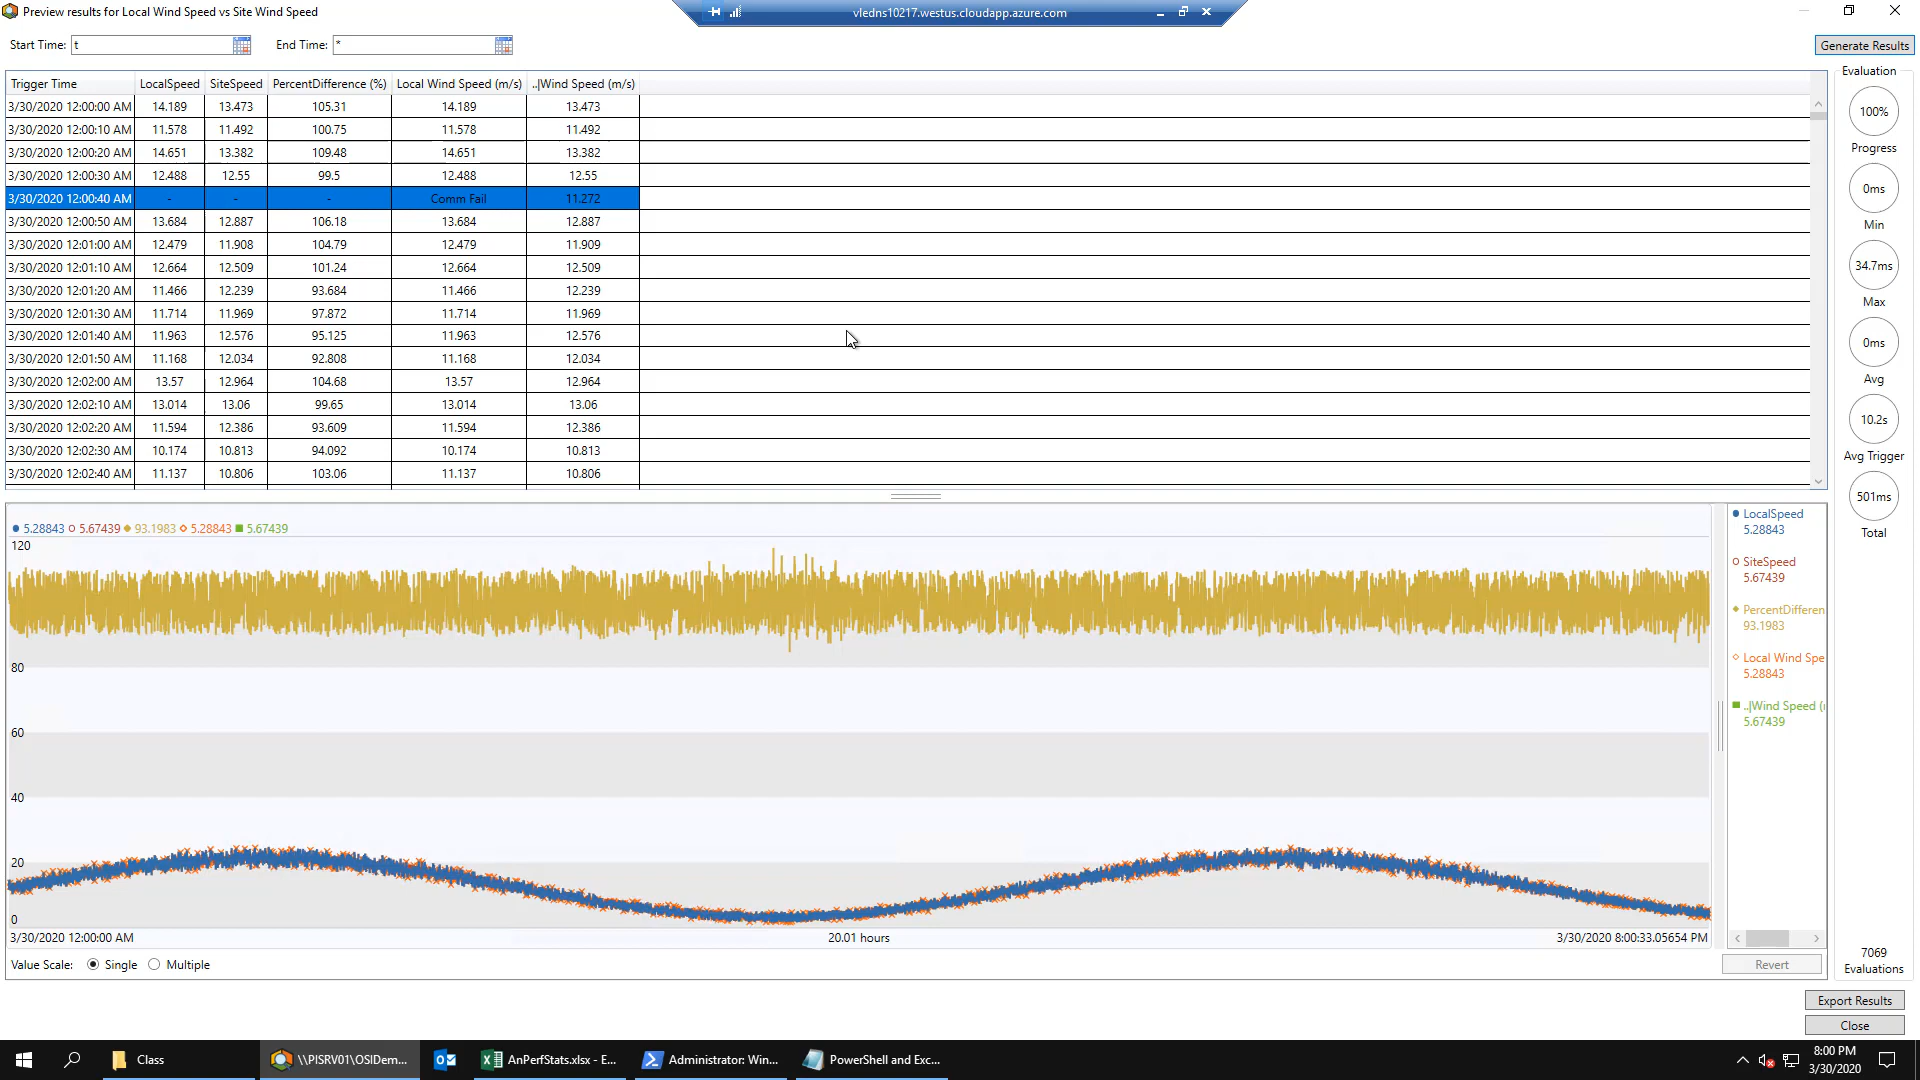 Preview results for Local Wind Speed vs Site Wind Speed
vledns10217.westus.cloudapp.azure.com
Start Time: t End Time: *
Generate Results
Trigger Time LocalSpeed SiteSpeed PercentDifference (%) Local Wind Speed (m/s) ..|Wind Speed (m/s)
3/30/2020 12:00:00 AM 14.189 13.473 105.31 14.189 13.473
3/30/2020 12:00:10 AM 11.578 11.492 100.75 11.578 11.492
3/30/2020 12:00:20 AM 14.651 13.382 109.48 14.651 13.382
3/30/2020 12:00:30 AM 12.488 12.55 99.5 12.488 12.55
3/30/2020 12:00:40 AM - - - Comm Fail 11.272
3/30/2020 12:00:50 AM 13.684 12.887 106.18 13.684 12.887
3/30/2020 12:01:00 AM 12.479 11.908 104.79 12.479 11.909
3/30/2020 12:01:10 AM 12.664 12.509 101.24 12.664 12.509
3/30/2020 12:01:20 AM 11.466 12.239 93.684 11.466 12.239
3/30/2020 12:01:30 AM 11.714 11.969 97.872 11.714 11.969
3/30/2020 12:01:40 AM 11.963 12.576 95.125 11.963 12.576
3/30/2020 12:01:50 AM 11.168 12.034 92.808 11.168 12.034
3/30/2020 12:02:00 AM 13.57 12.964 104.68 13.57 12.964
3/30/2020 12:02:10 AM 13.014 13.06 99.65 13.014 13.06
3/30/2020 12:02:20 AM 11.594 12.386 93.609 11.594 12.386
3/30/2020 12:02:30 AM 10.174 10.813 94.092 10.174 10.813
3/30/2020 12:02:40 AM 11.137 10.806 103.06 11.137 10.806
Evaluation
100%
Progress
0ms
Min
34.7ms
Max
0ms
Avg
10.2s
Avg Trigger
501ms
Total
5.28843 5.67439 93.1983 5.28843 5.67439
120
80
60
40
20
0
3/30/2020 12:00:00 AM 20.01 hours 3/30/2020 8:00:33.05654 PM
LocalSpeed
5.28843
SiteSpeed
5.67439
PercentDifferen
93.1983
Local Wind Spe
5.28843
..|Wind Speed (
5.67439
Value Scale: Single Multiple
Revert
7069
Evaluations
Export Results
Close
Class
\\PISRV01\OSIDem...
AnPerfStats.xlsx - E...
Administrator: Win...
PowerShell and Exc...
8:00 PM
3/30/2020